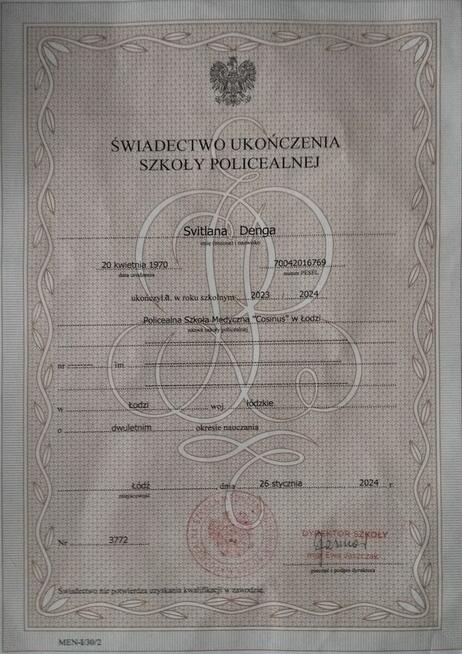 ŚWIADECTWO UKOŃCZENIA
SZKOŁY POLICEALNEJ
Svitlana Denga
imię (imiona) i nazwisko
20 kwietnia 1970 70042016769
data urodzenia numer PESEL
ukończył.a. w roku szkolnym 2023 / 2024
Policealna Szkoła Medyczna "Cosinus" w Łodzi
nazwa szkoły policealnej
nr -------- im
w Łodzi woj łódzkie
o dwuletnim okresie nauczania
Łódź dnia 26 stycznia 2024 r.
miejscowość
Nr 3772
DYREKTOR SZKOŁY
mgr Ewa Jaszczak
pieczęć i podpis dyrektora
Świadectwo nie potwierdza uzyskania kwalifikacji w zawodzie.
MEN-I/30/2